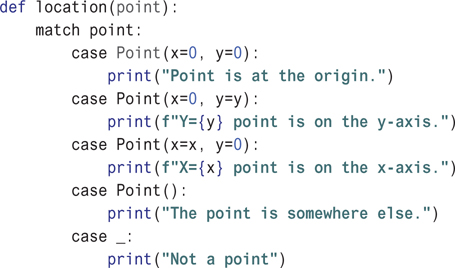 def location(point):
    match point:
        case Point(x=0, y=0):
            print("Point is at the origin.")
        case Point(x=0, y=y):
            print(f"Y={y} point is on the y-axis.")
        case Point(x=x, y=0):
            print(f"X={x} point is on the x-axis.")
        case Point():
            print("The point is somewhere else.")
        case _:
            print("Not a point")